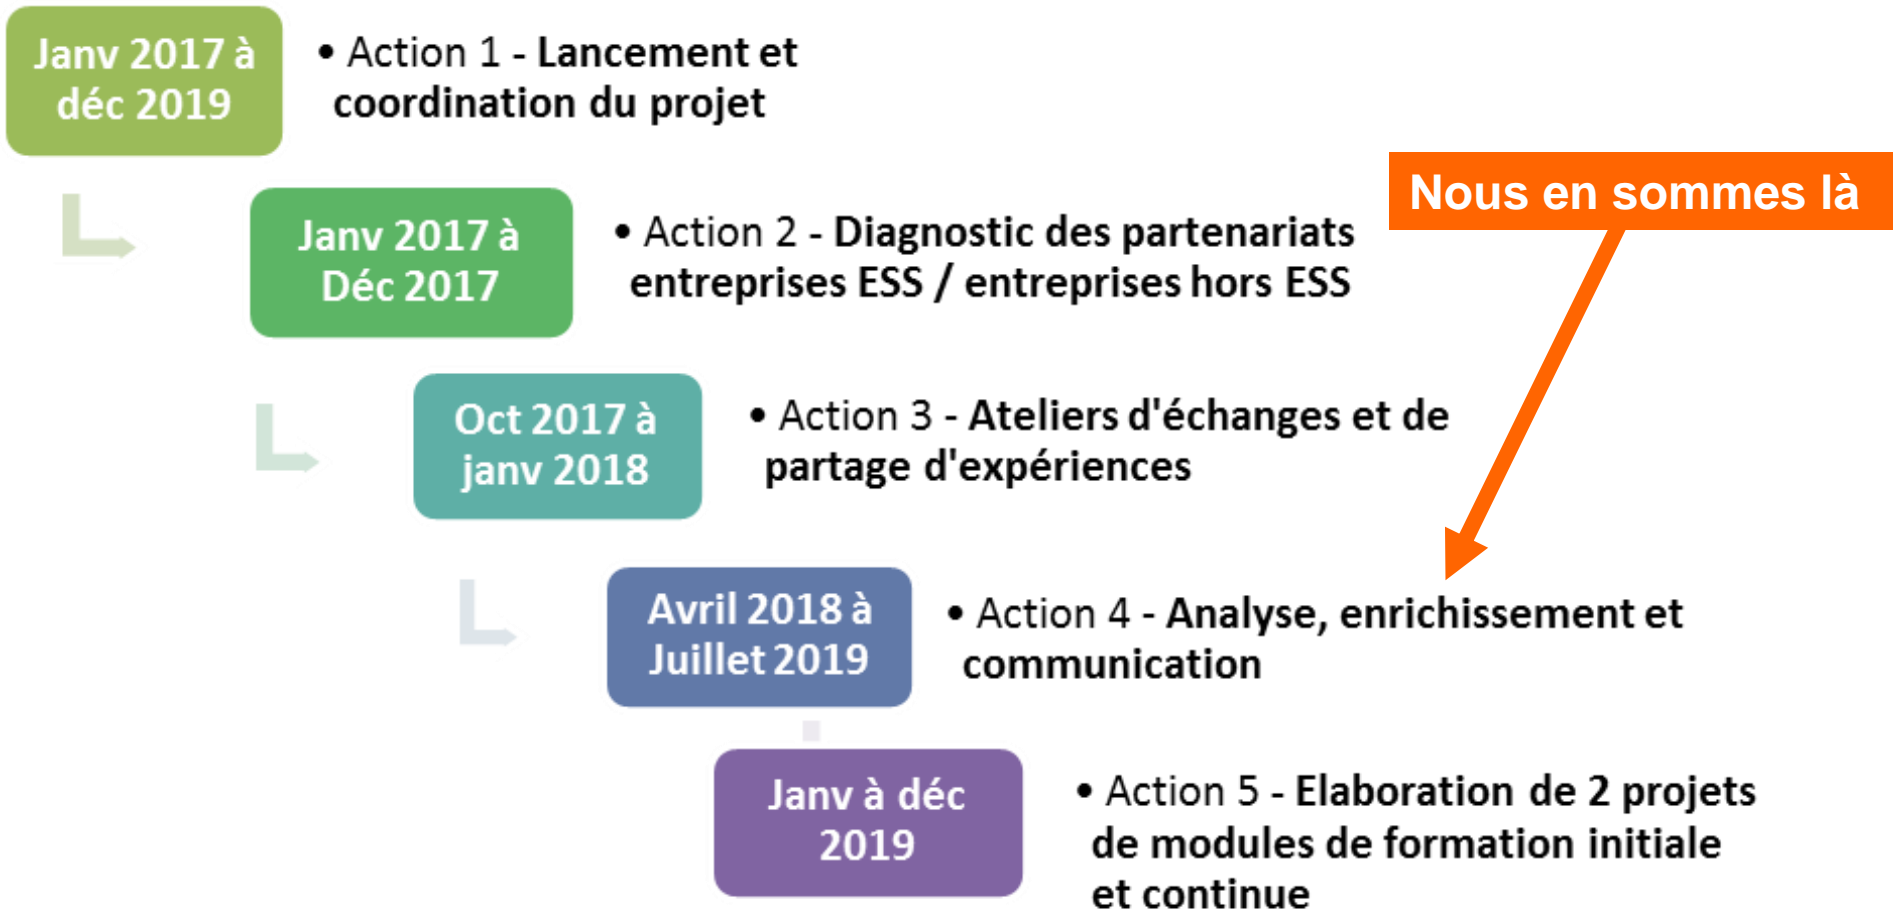 Janv 2017 à
déc 2019
• Action 1 - Lancement et
coordination du projet
Nous en sommes là
Janv 2017 à
Déc 2017
• Action 2 - Diagnostic des partenariats
entreprises ESS / entreprises hors ESS
Oct 2017 à
janv 2018
• Action 3 - Ateliers d'échanges et de
partage d'expériences
Avril 2018 à
Juillet 2019
• Action 4 - Analyse, enrichissement et
communication
Janv à déc
2019
• Action 5 - Elaboration de 2 projets
de modules de formation initiale
et continue